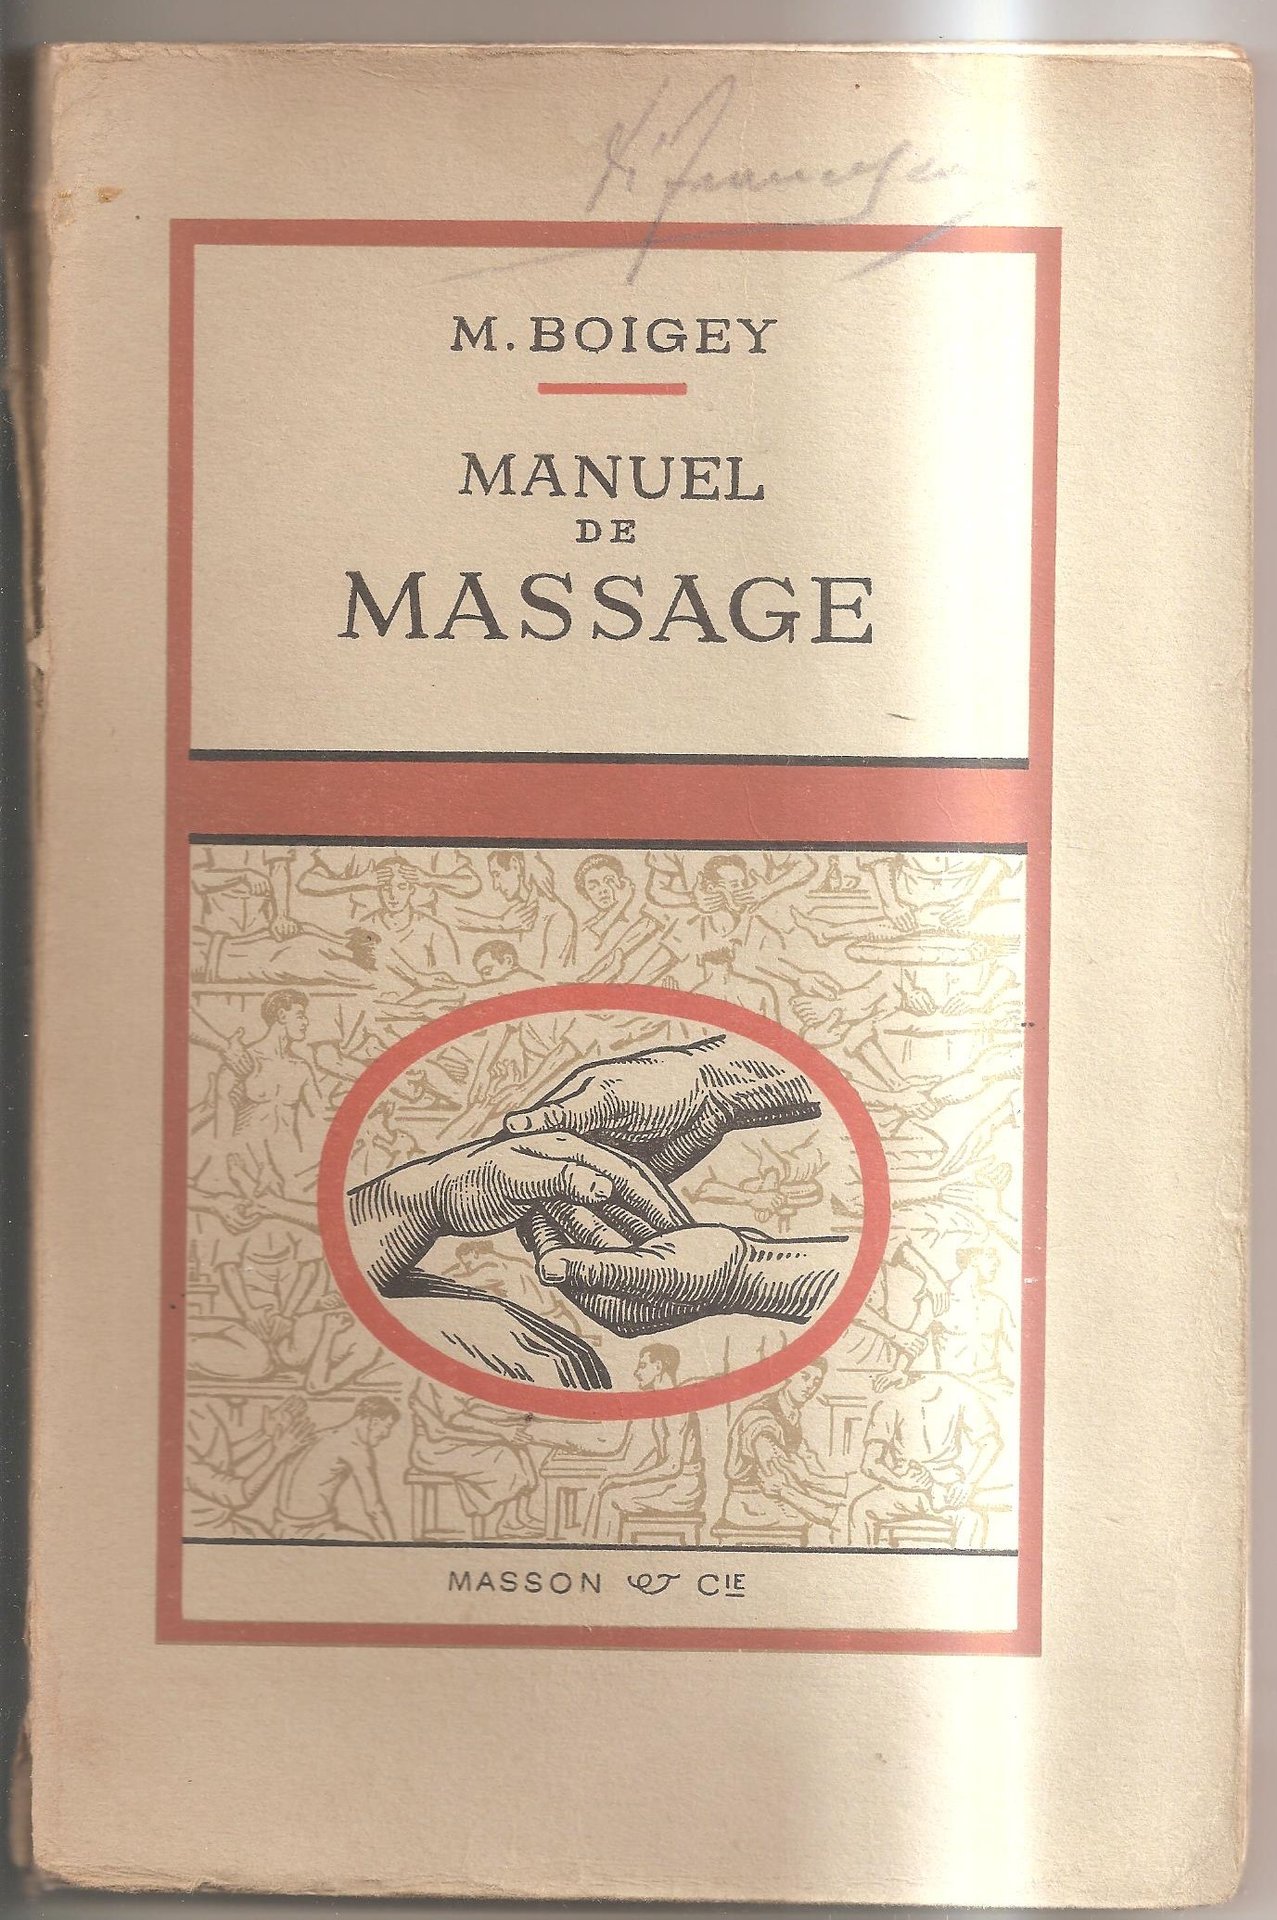 M. BOIGEY
MANUEL
DE
MASSAGE
MASSON & CIE